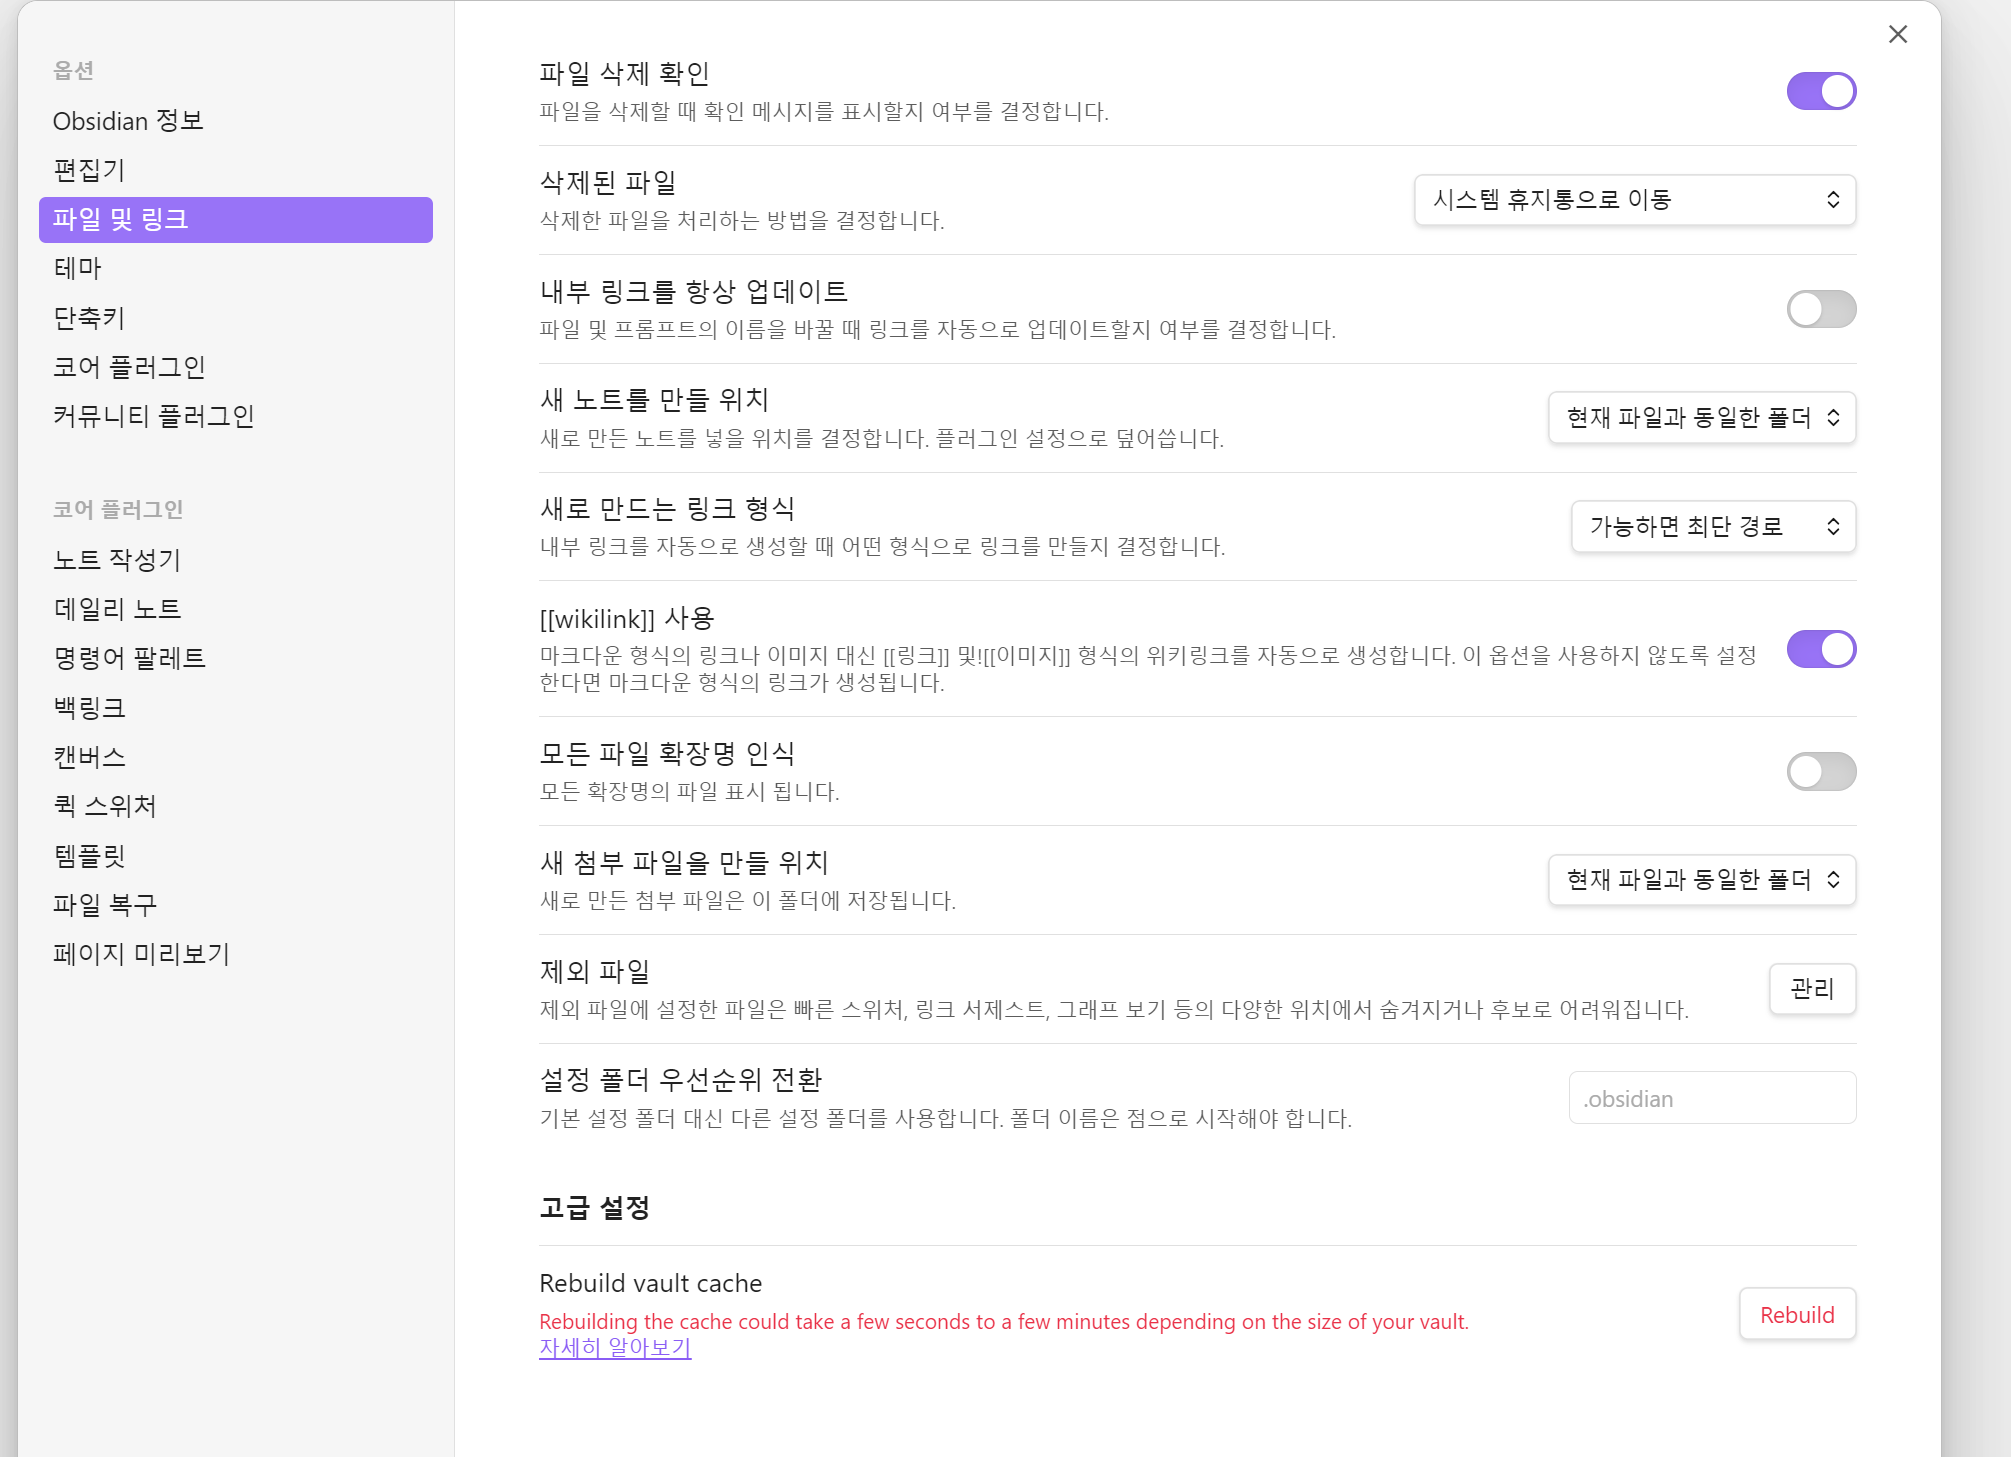 옵션
Obsidian 정보
편집기
파일 및 링크
테마
단축키
코어 플러그인
커뮤니티 플러그인
코어 플러그인
노트 작성기
데일리 노트
명령어 팔레트
백링크
캔버스
퀵 스위처
템플릿
파일 복구
페이지 미리보기
파일 삭제 확인
파일을 삭제할 때 확인 메시지를 표시할지 여부를 결정합니다.
삭제된 파일
삭제한 파일을 처리하는 방법을 결정합니다.
시스템 휴지통으로 이동
내부 링크를 항상 업데이트
파일 및 프롬프트의 이름을 바꿀 때 링크를 자동으로 업데이트할지 여부를 결정합니다.
새 노트를 만들 위치
새로 만든 노트를 넣을 위치를 결정합니다. 플러그인 설정으로 덮어씁니다.
현재 파일과 동일한 폴더
새로 만드는 링크 형식
내부 링크를 자동으로 생성할 때 어떤 형식으로 링크를 만들지 결정합니다.
가능하면 최단 경로
[[wikilink]] 사용
마크다운 형식의 링크나 이미지 대신 [[링크]] 및![[이미지]] 형식의 위키링크를 자동으로 생성합니다. 이 옵션을 사용하지 않도록 설정
한다면 마크다운 형식의 링크가 생성됩니다.
모든 파일 확장명 인식
모든 확장명의 파일 표시 됩니다.
새 첨부 파일을 만들 위치
새로 만든 첨부 파일은 이 폴더에 저장됩니다.
현재 파일과 동일한 폴더
제외 파일
제외 파일에 설정한 파일은 빠른 스위처, 링크 서제스트, 그래프 보기 등의 다양한 위치에서 숨겨지거나 후보로 어려워집니다.
관리
설정 폴더 우선순위 전환
기본 설정 폴더 대신 다른 설정 폴더를 사용합니다. 폴더 이름은 점으로 시작해야 합니다.
.obsidian
고급 설정
Rebuild vault cache
Rebuilding the cache could take a few seconds to a few minutes depending on the size of your vault.
자세히 알아보기
Rebuild